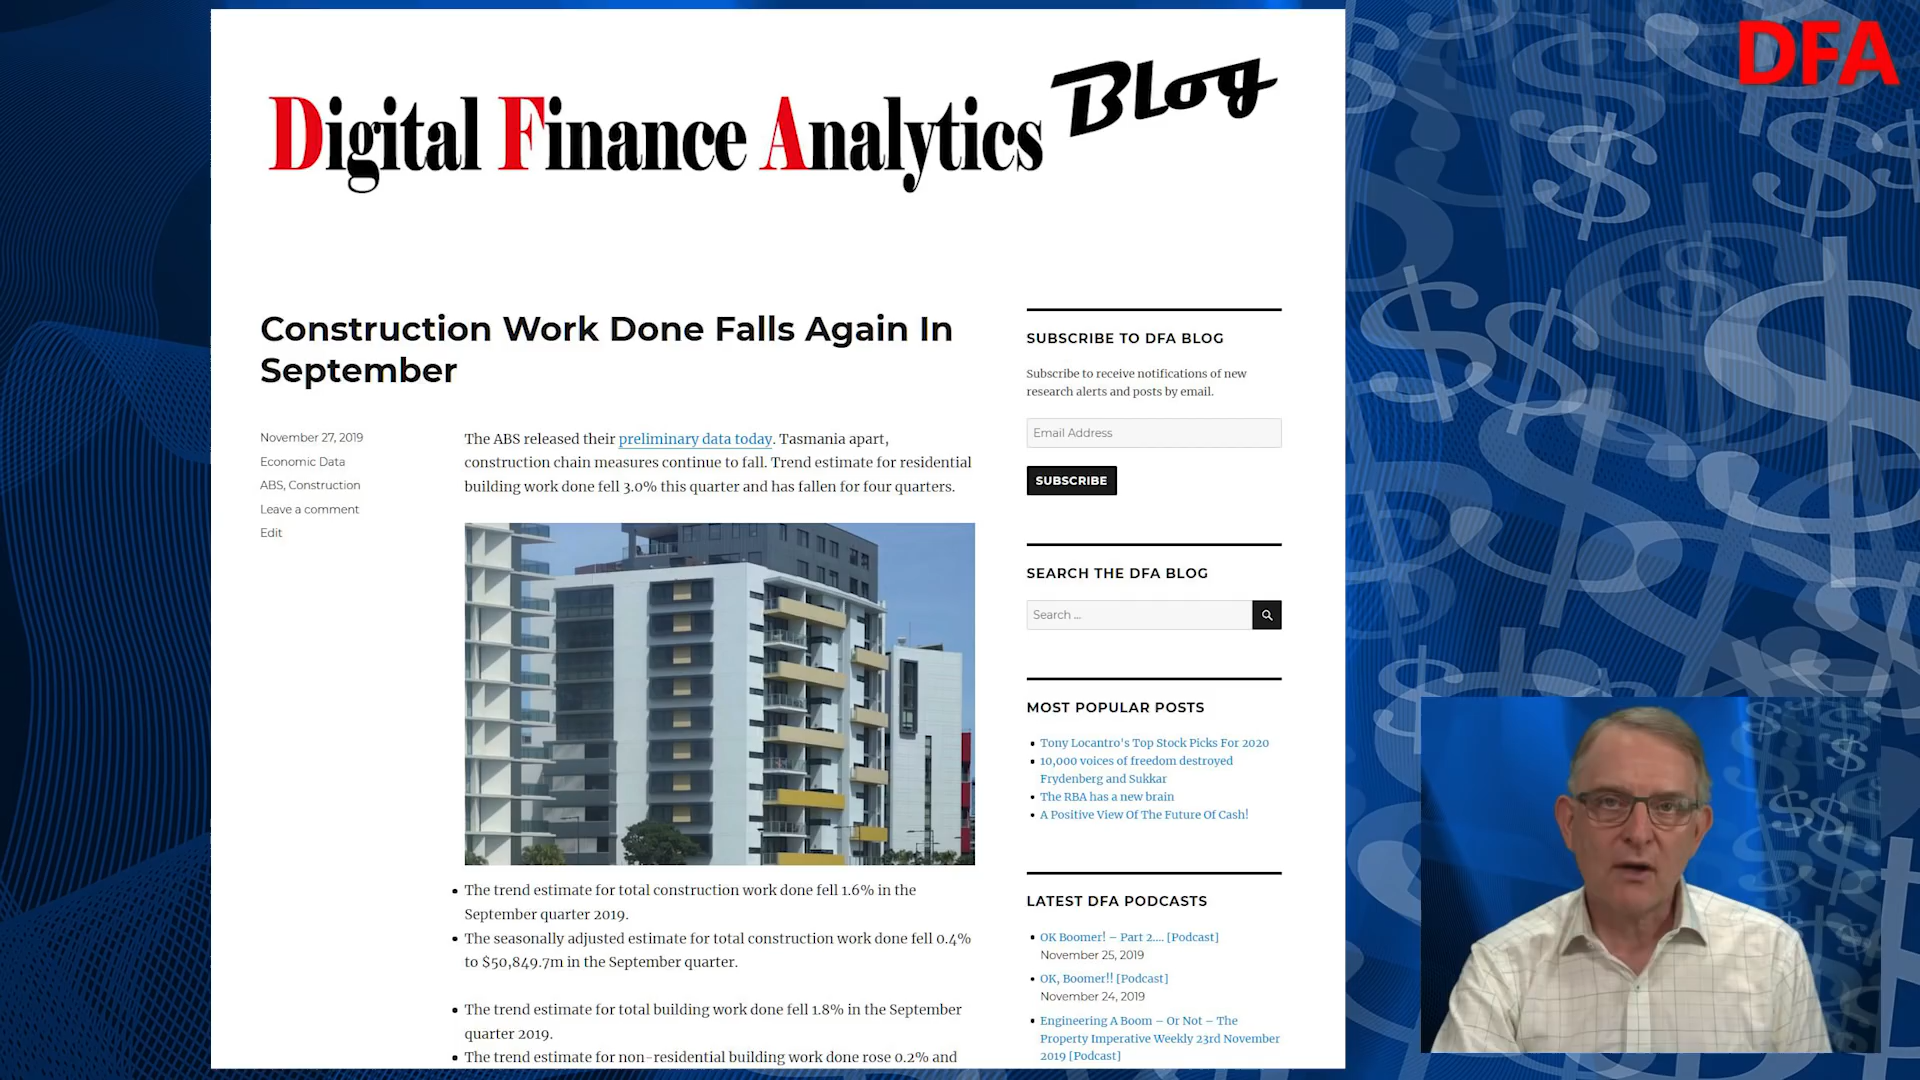 DFA
Digital Finance Analytics Blog
Construction Work Done Falls Again In
September
November 27, 2019
Economic Data
ABS, Construction
Leave a comment
Edit
The ABS released their preliminary data today. Tasmania apart,
construction chain measures continue to fall. Trend estimate for residential
building work done fell 3.0% this quarter and has fallen for four quarters.
The trend estimate for total construction work done fell 1.6% in the
September quarter 2019.
The seasonally adjusted estimate for total construction work done fell 0.4%
to $50,849.7m in the September quarter.
The trend estimate for total building work done fell 1.8% in the September
quarter 2019.
The trend estimate for non-residential building work done rose 0.2% and
SUBSCRIBE TO DFA BLOG
Subscribe to receive notifications of new
research alerts and posts by email.
Email Address
SUBSCRIBE
SEARCH THE DFA BLOG
Search ...
MOST POPULAR POSTS
Tony Locantro's Top Stock Picks For 2020
10,000 voices of freedom destroyed
Frydenberg and Sukkar
The RBA has a new brain
A Positive View Of The Future Of Cash!
LATEST DFA PODCASTS
OK Boomer! – Part 2.... [Podcast]
November 25, 2019
OK, Boomer!! [Podcast]
November 24, 2019
Engineering A Boom – Or Not – The
Property Imperative Weekly 23rd November
2019 [Podcast]